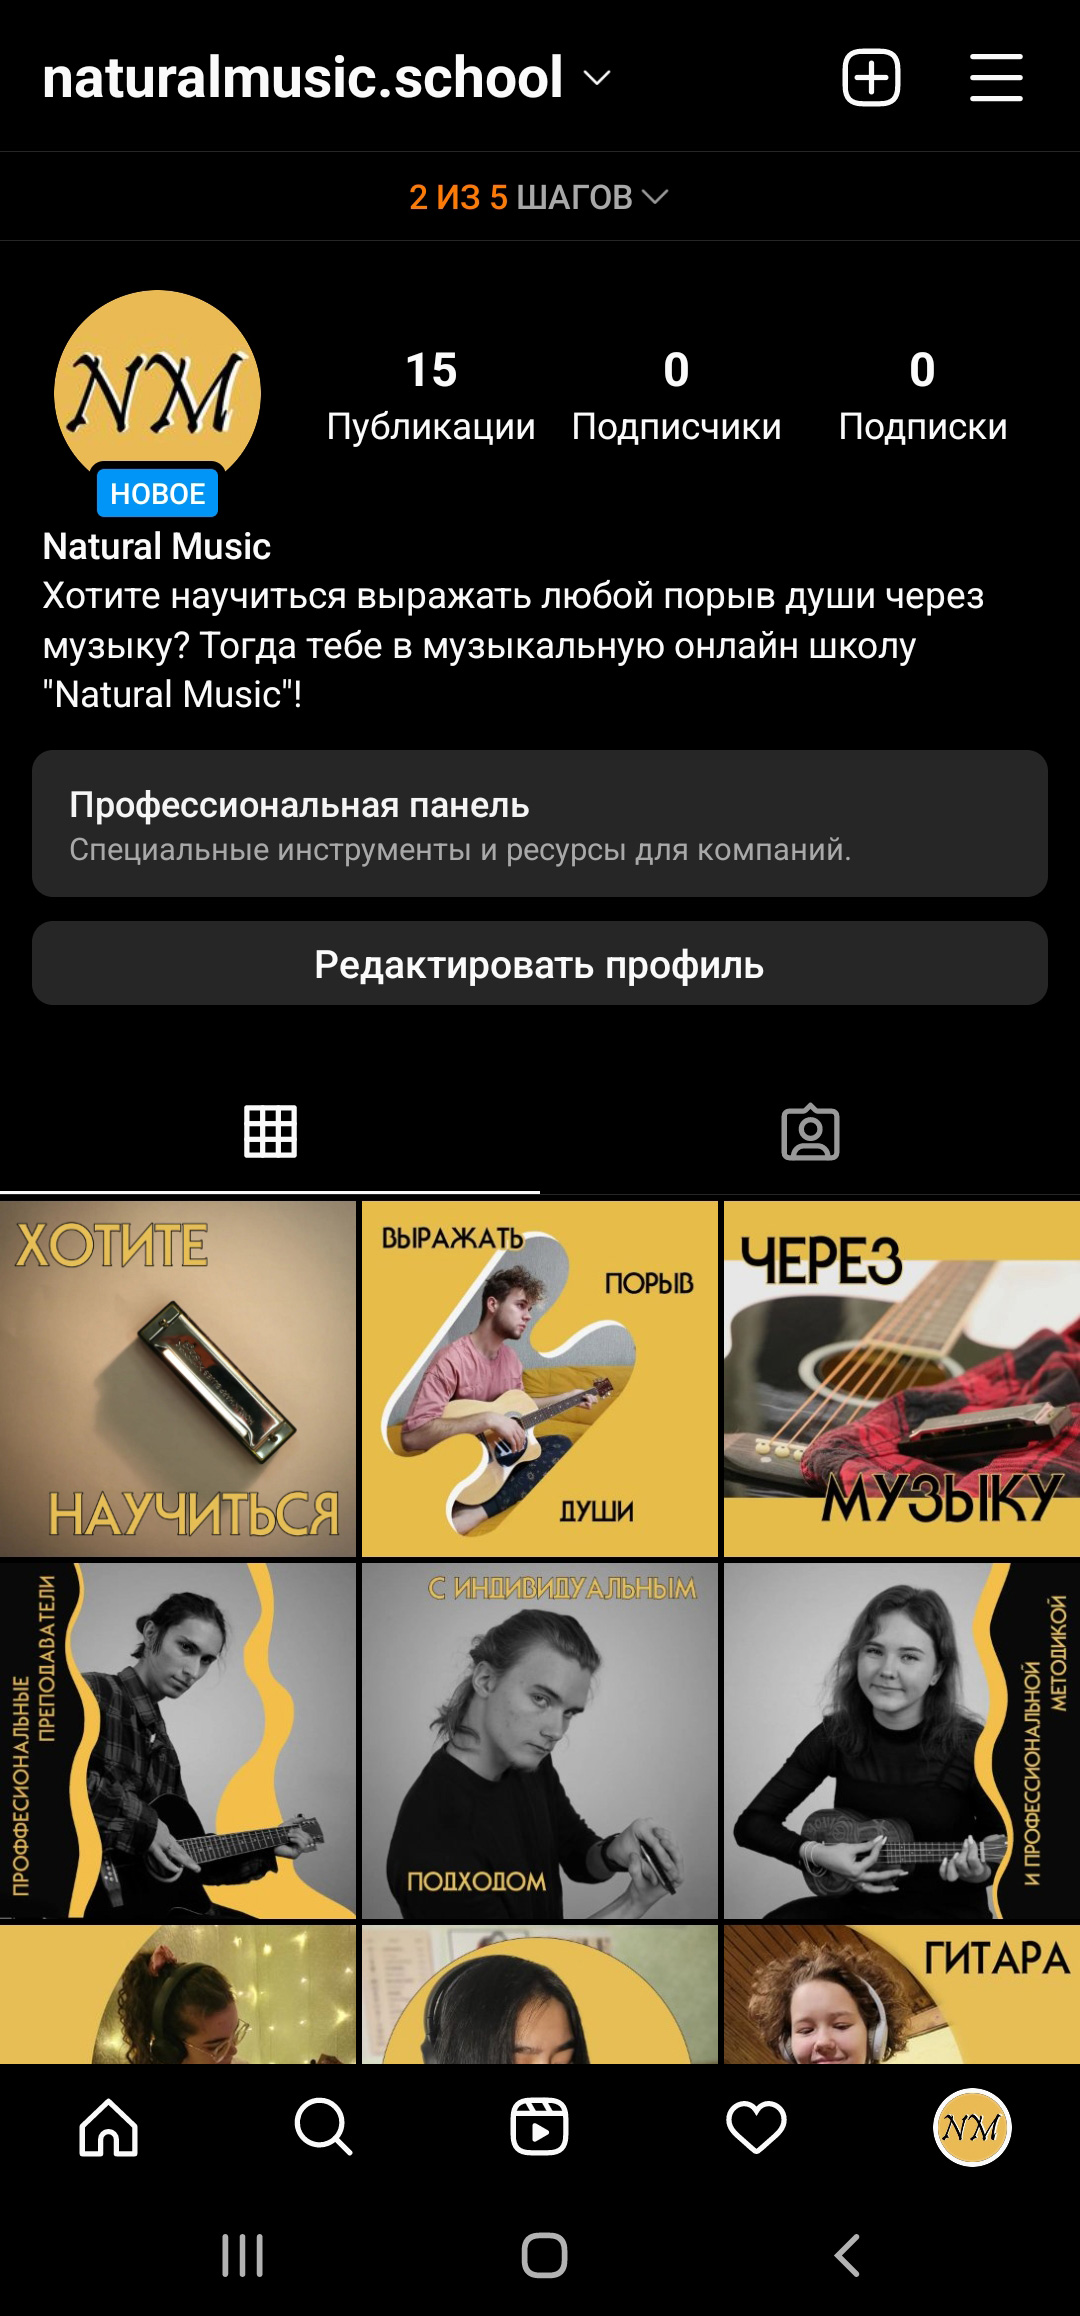 naturalmusic.school
2 ИЗ 5 ШАГОВ
NM
НОВОЕ
15
Публикации
0
Подписчики
0
Подписки
Natural Music
Хотите научиться выражать любой порыв души через
музыку? Тогда тебе в музыкальную онлайн школу
"Natural Music"!
Профессиональная панель
Специальные инструменты и ресурсы для компаний.
Редактировать профиль
ХОТИТЕ
НАУЧИТЬСЯ
ВЫРАЖАТЬ
ПОРЫВ
ДУШИ
ЧЕРЕЗ
МУЗЫКУ
ПРОФФЕСИОНАЛЬНЫЕ
ПРЕПОДАВАТЕЛИ
С ИНДИВИДУАЛЬНЫМ
ПОДХОДОМ
И ПРОФЕССИОНАЛЬНОЙ
МЕТОДИКОЙ
ГИТАРА
NM